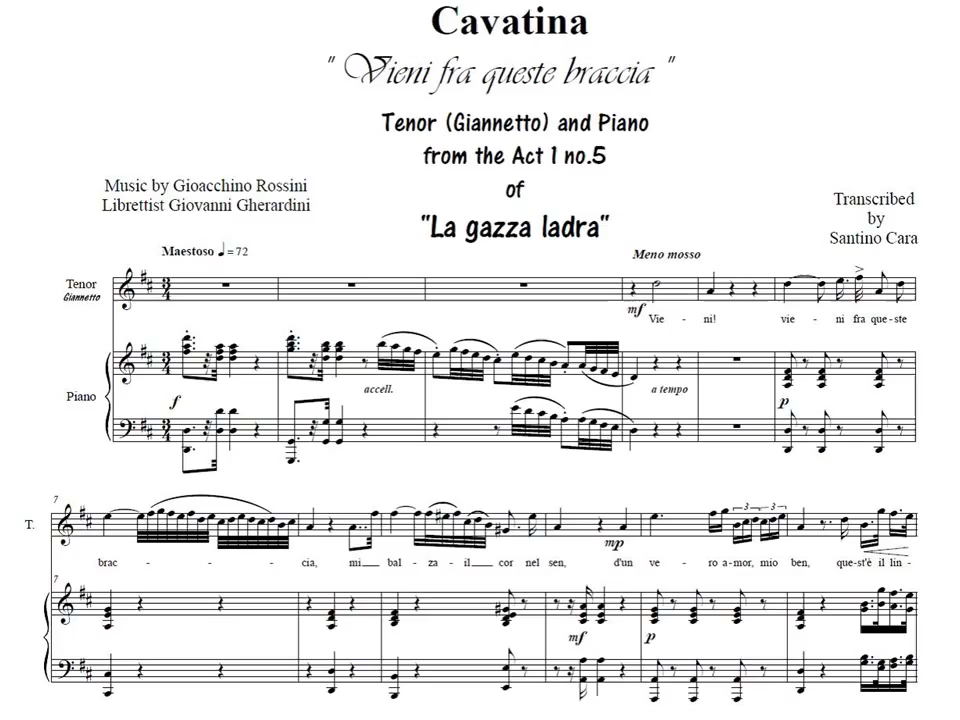 Cavatina
" Vieni fra queste braccia "
Tenor (Giannetto) and Piano
from the Act 1 no.5
of
"La gazza ladra"
Music by Gioacchino Rossini
Librettist Giovanni Gherardini
Transcribed
by
Santino Cara
Maestoso ♩ = 72
Meno mosso
Tenor
Giannetto
mf
Vie - ni! vie - ni fra que-ste
Piano
f
accell.
a tempo
p
7
T.
3 3
mp
brac - - - cia, mi bal - za il cor nel sen, d'un ve - ro a-mor, mio ben, que-st'è il lin -
7
mf
p